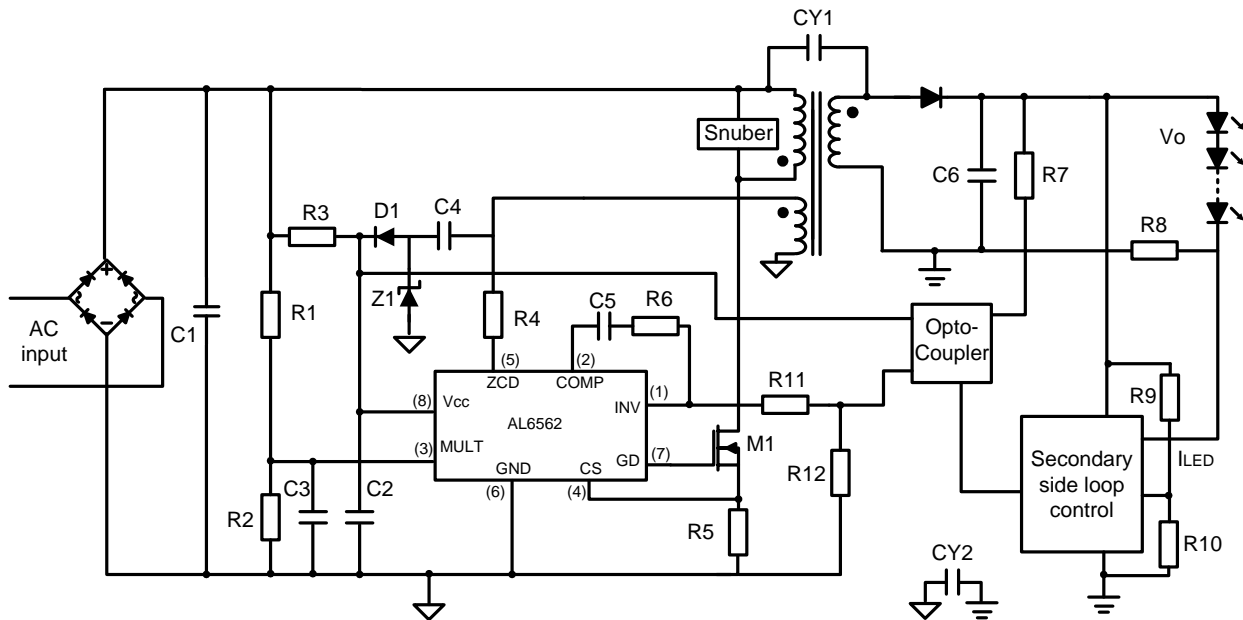 CY1
Snuber
Vo
C6
R7
R3
D1
C4
R8
Z1
C5
R6
AC
input
C1
R1
R4
Opto-
Coupler
(5)
(2)
ZCD
COMP
(1)
R11
R9
(8)
Vcc
INV
AL6562
M1
(3)
MULT
(7)
GD
ILED
GND
CS
R12
Secondary
side loop
control
C3
C2
(6)
(4)
R2
R5
R10
CY2